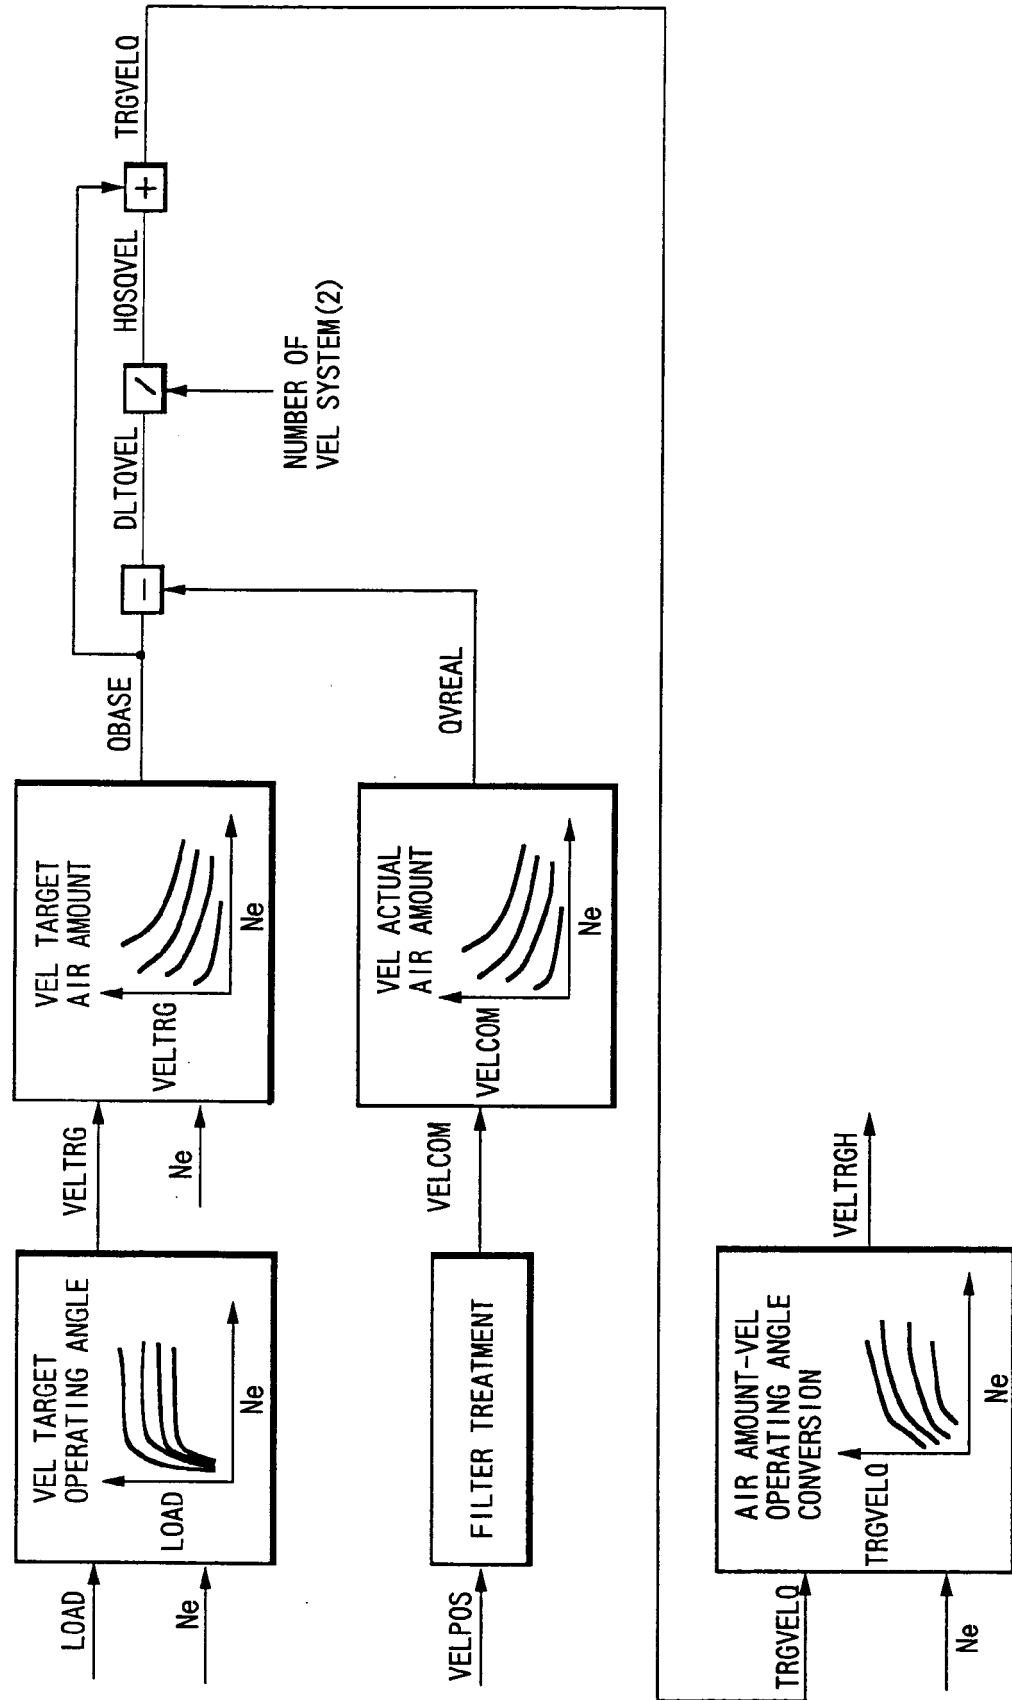 LOAD
Ne
VEL TARGET
OPERATING ANGLE
LOAD
Ne
VELTRG
Ne
VEL TARGET
AIR AMOUNT
VELTRG
Ne
QBASE
DLTQVEL
HOSQVEL
TRGVELQ
−
/
+
NUMBER OF
VEL SYSTEM(2)
VELPOS
FILTER TREATMENT
VELCOM
VEL ACTUAL
AIR AMOUNT
VELCOM
Ne
QVREAL
TRGVELQ
Ne
AIR AMOUNT-VEL
OPERATING ANGLE
CONVERSION
TRGVELQ
Ne
VELTRGH